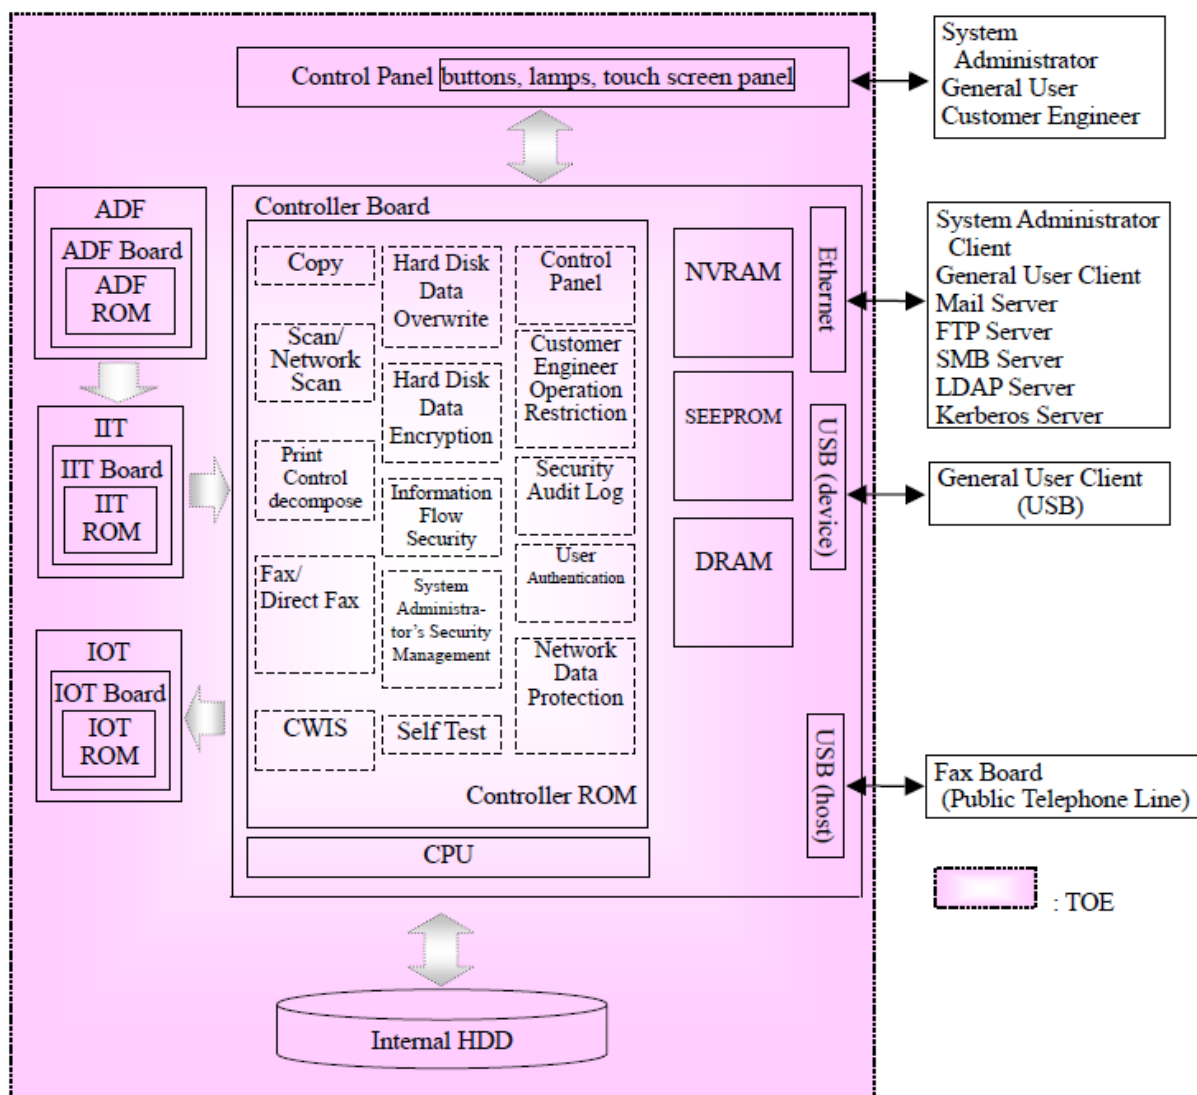 Control Panel buttons, lamps, touch screen panel
System
Administrator
General User
Customer Engineer
ADF
ADF Board
ADF
ROM
IIT
IIT Board
IIT
ROM
IOT
IOT Board
IOT
ROM
Controller Board
Copy
Scan/
Network
Scan
Print
Control
decompose
Fax/
Direct Fax
CWIS
Hard Disk
Data
Overwrite
Hard Disk
Data
Encryption
Information
Flow
Security
System
Administra-
tor's Security
Management
Self Test
Control
Panel
Customer
Engineer
Operation
Restriction
Security
Audit Log
User
Authentication
Network
Data
Protection
Controller ROM
CPU
NVRAM
SEEPROM
DRAM
Ethernet
USB (device)
USB (host)
System Administrator
Client
General User Client
Mail Server
FTP Server
SMB Server
LDAP Server
Kerberos Server
General User Client
(USB)
Fax Board
(Public Telephone Line)
: TOE
Internal HDD